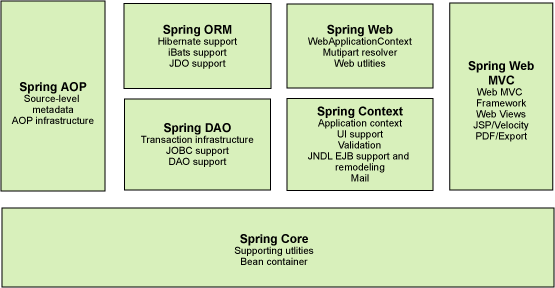 Spring AOP
Source-level
metadata
AOP infrastructure
Spring ORM
Hibernate support
iBats support
JDO support
Spring DAO
Transaction infrastructure
JOBC support
DAO support
Spring Web
WebApplicationContext
Mutipart resolver
Web utlities
Spring Context
Application context
UI support
Validation
JNDL EJB support and
remodeling
Mail
Spring Web
MVC
Web MVC
Framework
Web Views
JSP/Velocity
PDF/Export
Spring Core
Supporting utlities
Bean container